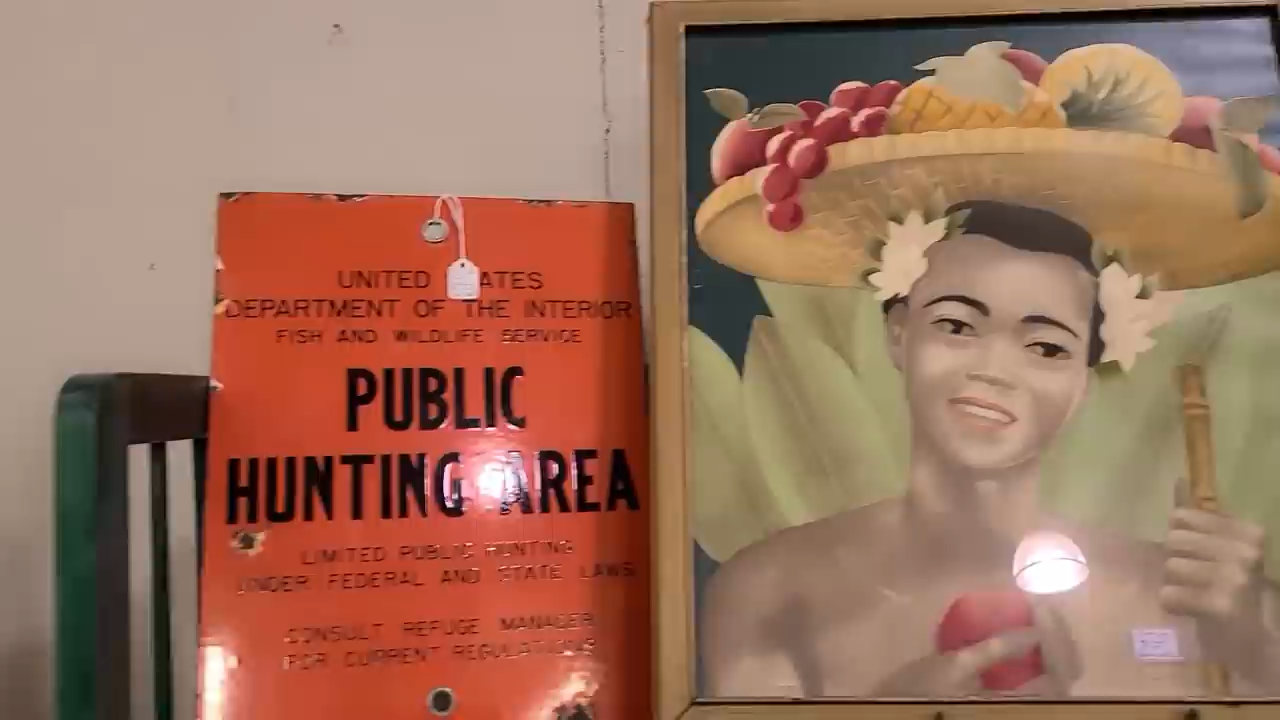 UNITED ATES
DEPARTMENT OF THE INTERIOR
FISH AND WILDLIFE SERVICE
PUBLIC
HUNTING AREA
LIMITED PUBLIC HUNTING
UNDER FEDERAL AND STATE LAWS
CONSULT REFUGE MANAGER
FOR CURRENT REGULATIONS